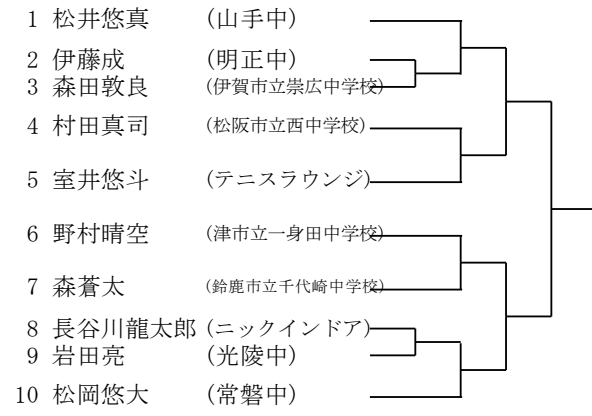 1 松井悠真 (山手中)
2 伊藤成 (明正中)
3 森田敦良 (伊賀市立崇広中学校)
4 村田真司 (松阪市立西中学校)
5 室井悠斗 (テニスラウンジ)
6 野村晴空 (津市立一身田中学校)
7 森蒼太 (鈴鹿市立千代崎中学校)
8 長谷川龍太郎 (ニックインドア)
9 岩田亮 (光陵中)
10 松岡悠大 (常磐中)